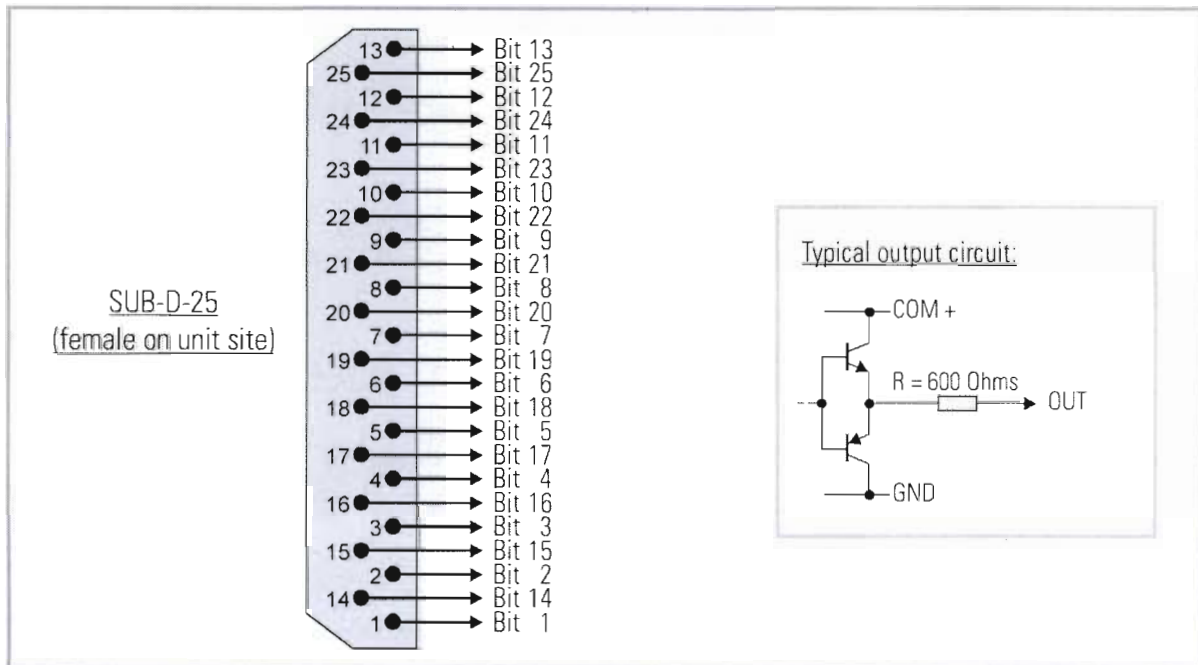 SUB-D-25
(female on unit site)
13 Bit 13
25 Bit 25
12 Bit 12
24 Bit 24
11 Bit 11
23 Bit 23
10 Bit 10
22 Bit 22
9 Bit 9
21 Bit 21
8 Bit 8
20 Bit 20
7 Bit 7
19 Bit 19
6 Bit 6
18 Bit 18
5 Bit 5
17 Bit 17
4 Bit 4
16 Bit 16
3 Bit 3
15 Bit 15
2 Bit 2
14 Bit 14
1 Bit 1
Typical output circuit:
COM +
R = 600 Ohms
OUT
GND